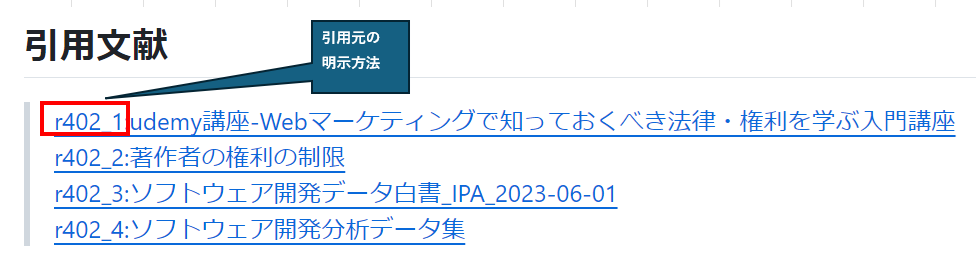 引用文献
引用元の
明示方法
r402_1:udemy講座-Webマーケティングで知っておくべき法律・権利を学ぶ入門講座
r402_2:著作者の権利の制限
r402_3:ソフトウェア開発データ白書_IPA_2023-06-01
r402_4:ソフトウェア開発分析データ集